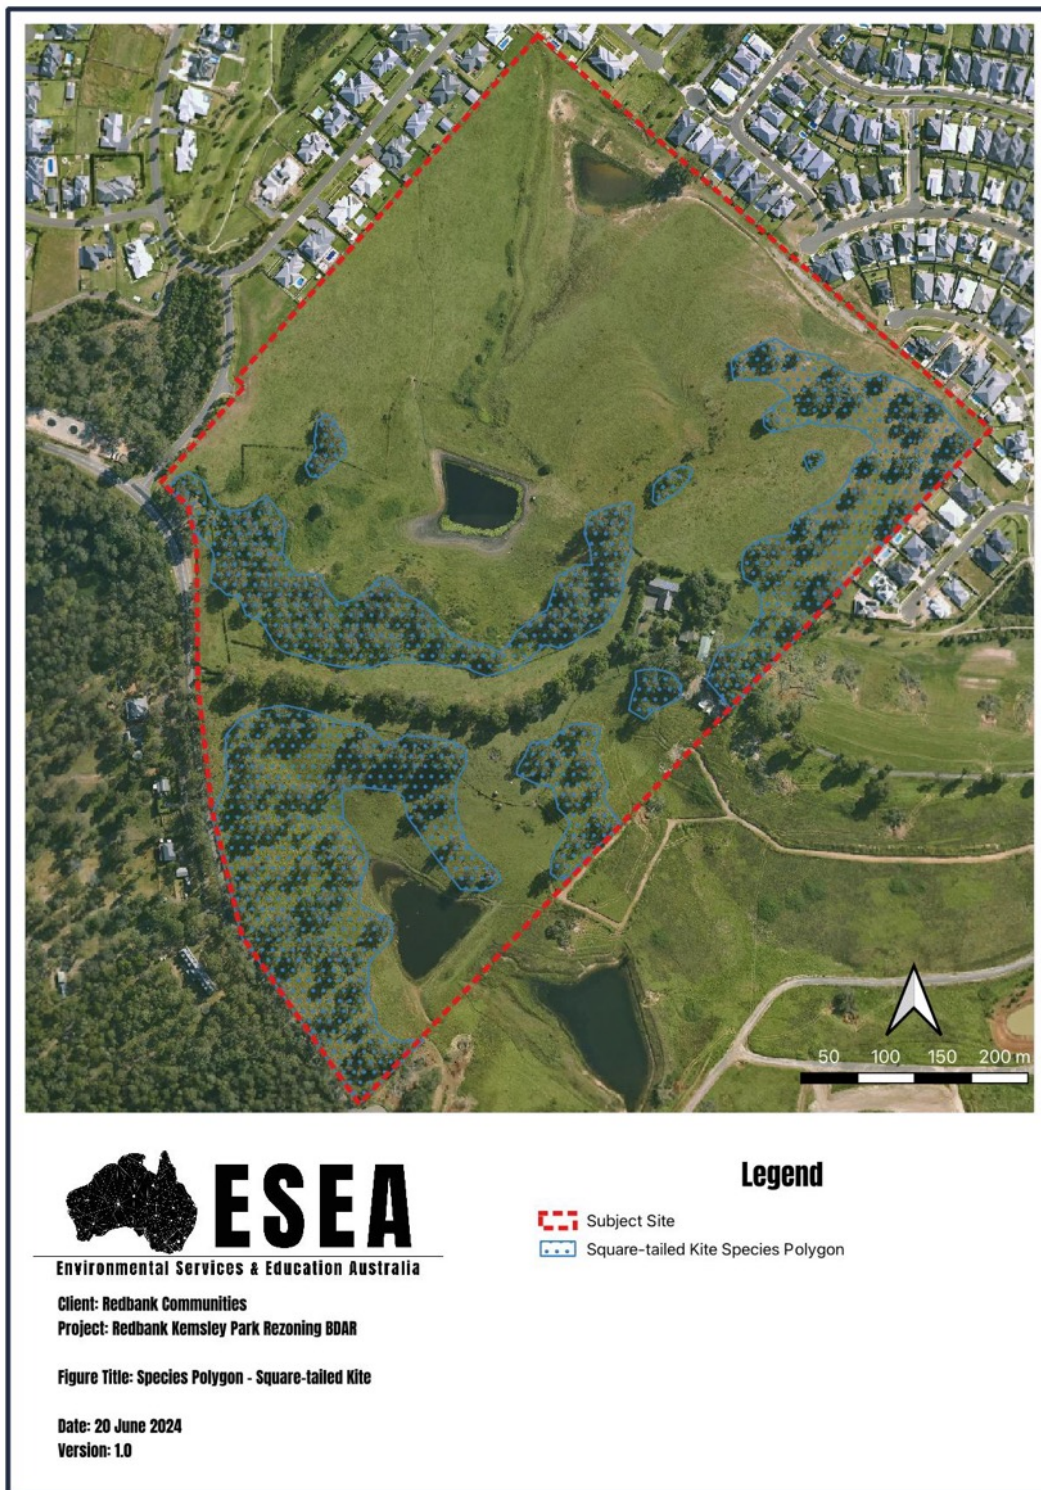 50 100 150 200 m
ESEA
Environmental Services & Education Australia
Client: Redbank Communities
Project: Redbank Kemsley Park Rezoning BDAR
Figure Title: Species Polygon - Square-tailed Kite
Date: 20 June 2024
Version: 1.0
Legend
Subject Site
Square-tailed Kite Species Polygon